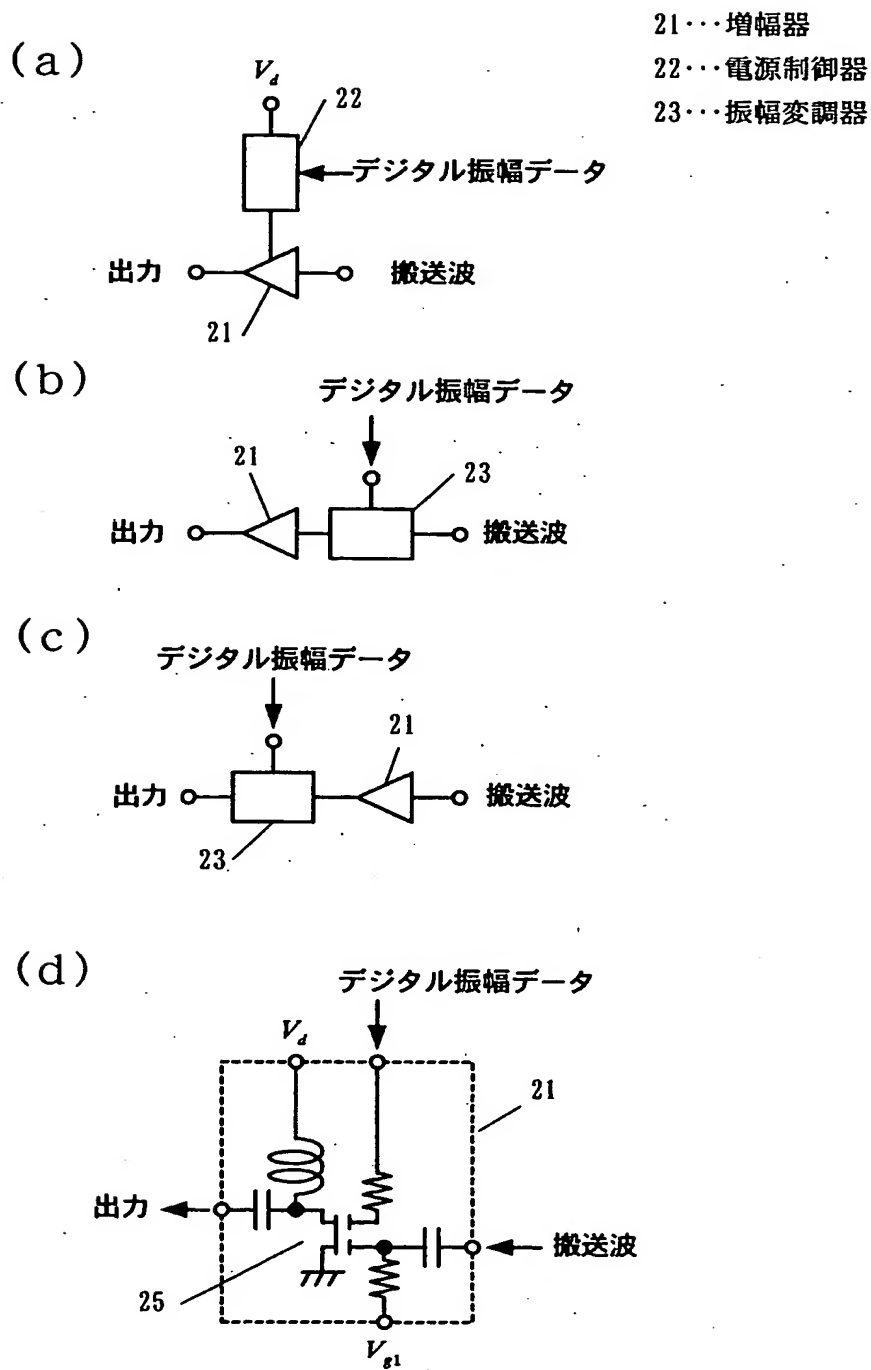 21···増幅器
22···電源制御器
23···振幅変調器
(a)
Vd
22
デジタル振幅データ
出力
搬送波
21
(b)
デジタル振幅データ
21
23
出力
搬送波
(c)
デジタル振幅データ
21
出力
搬送波
23
(d)
デジタル振幅データ
Vd
21
出力
搬送波
25
Vg1